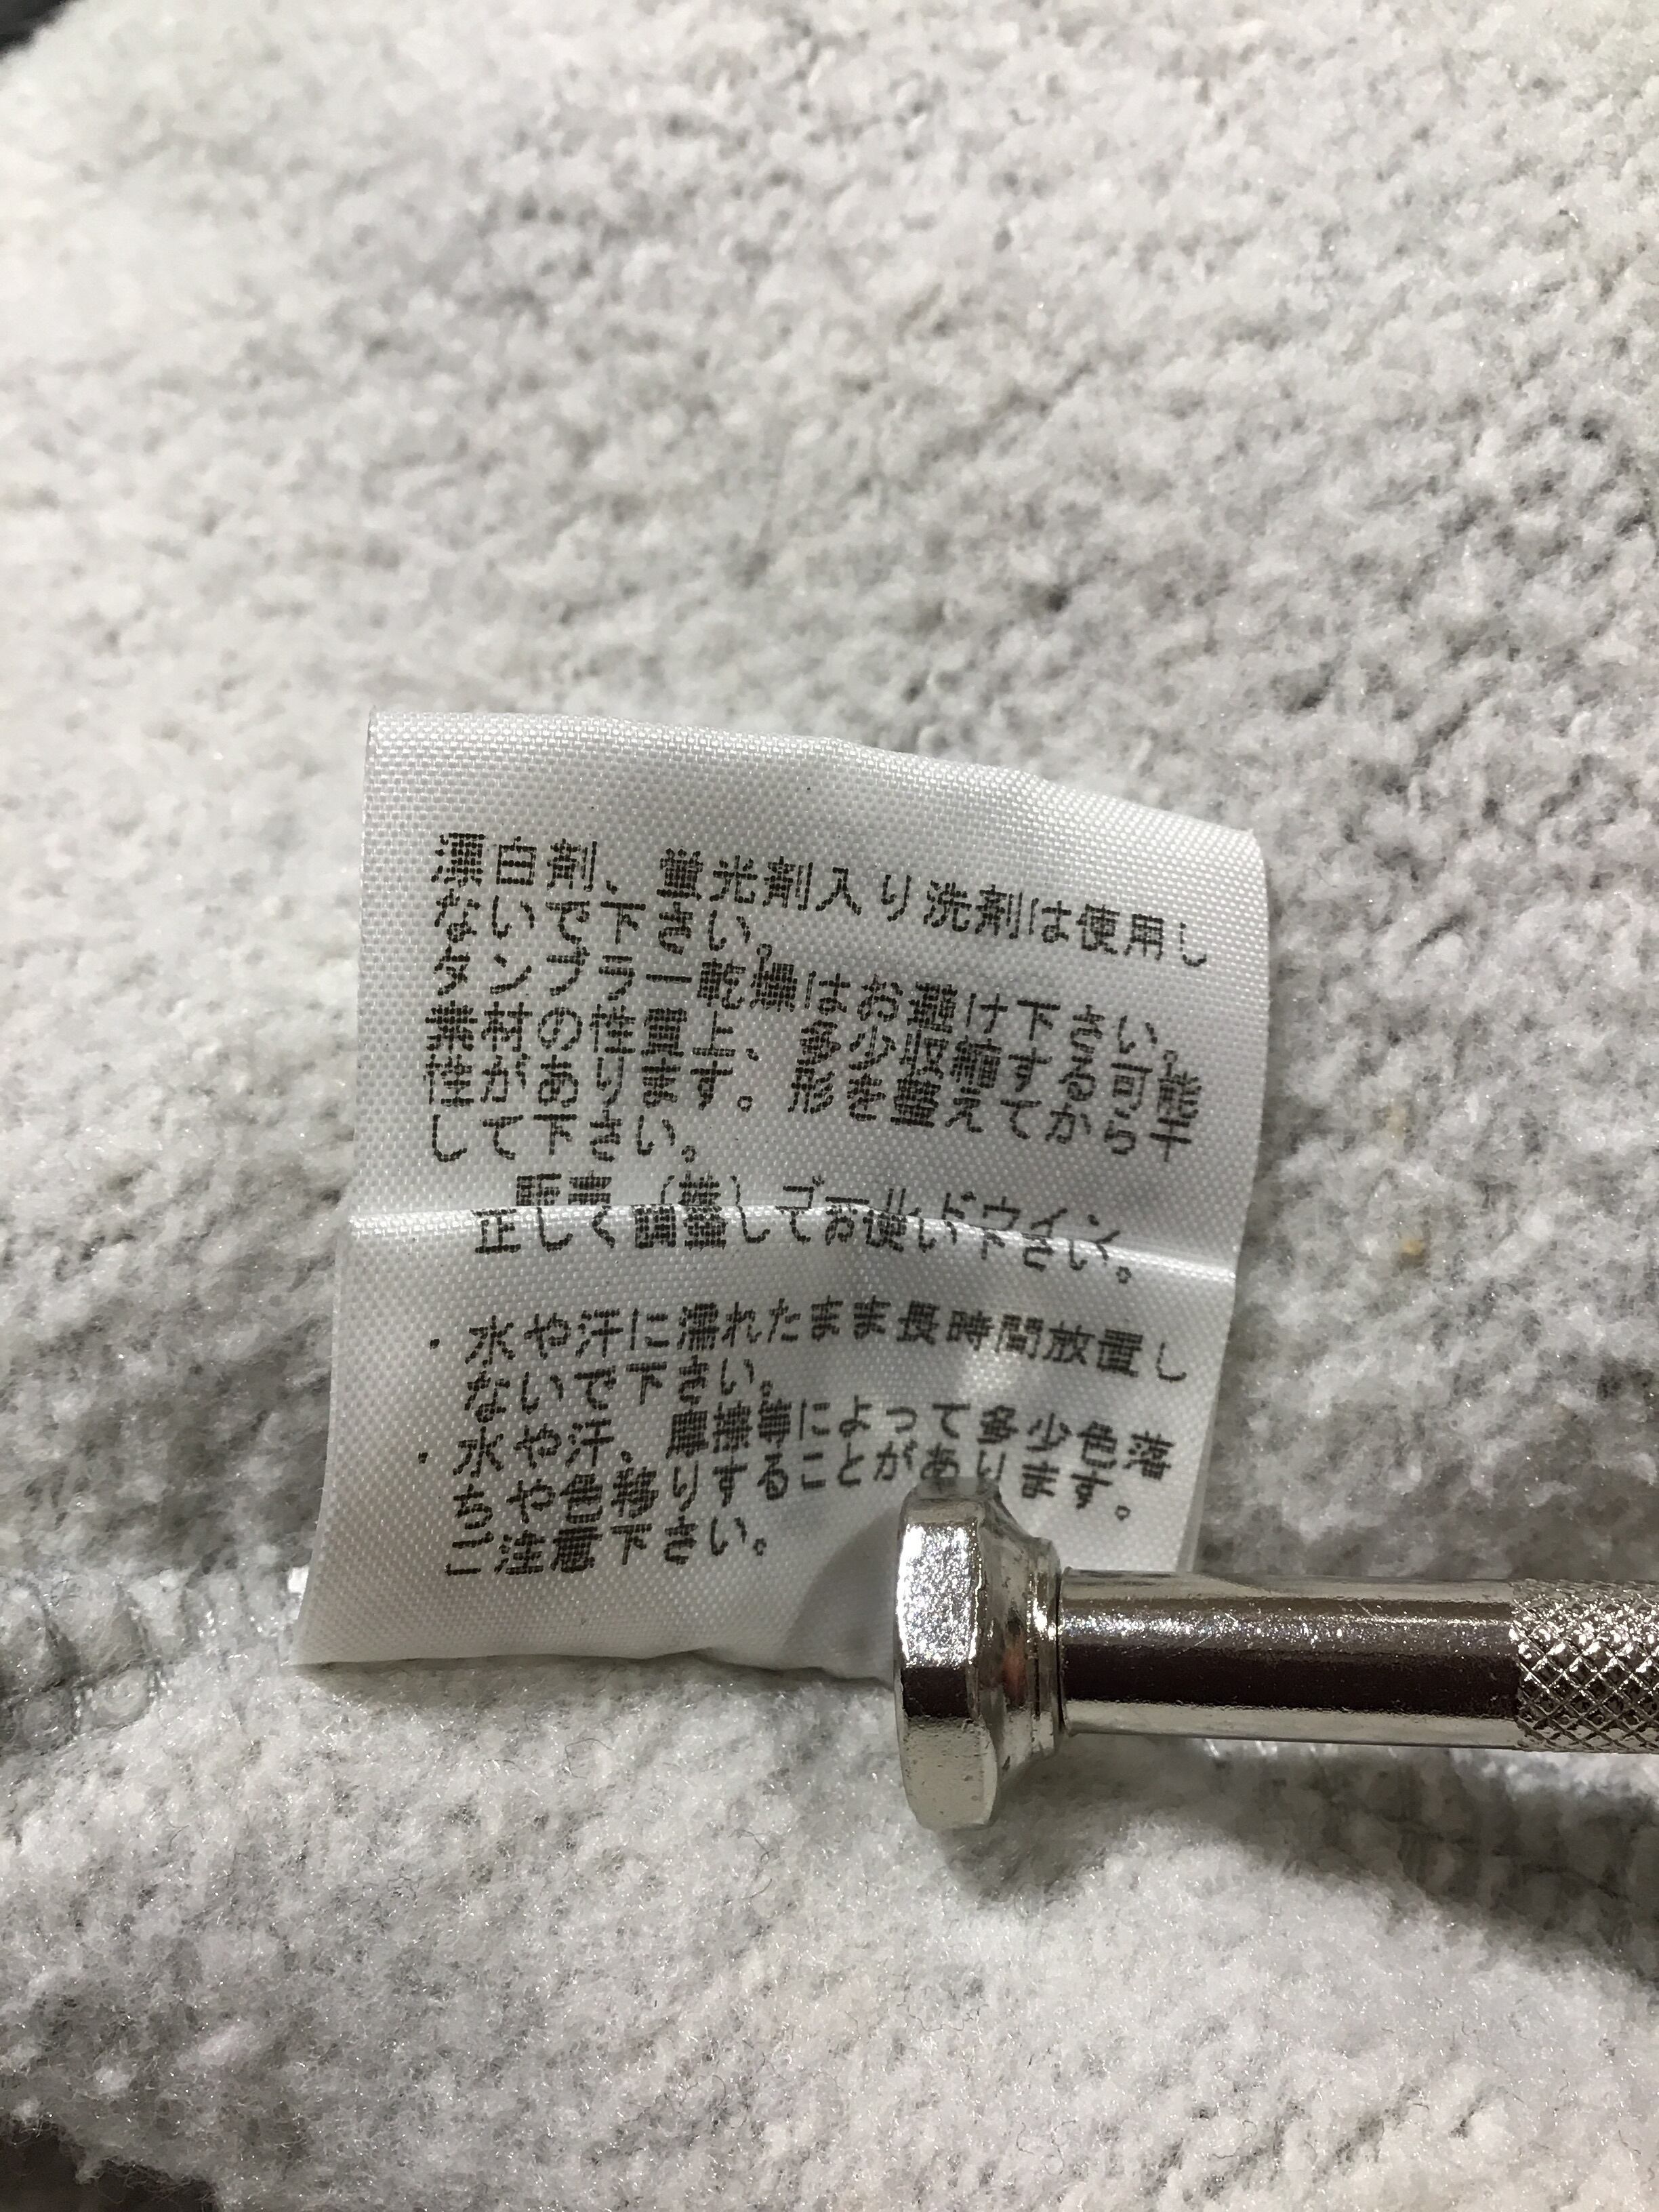 漂白剤、蛍光剤入り洗剤は使用し
ないで下さい。
タンブラー乾燥はお避け下さい。
素材の性質上、多少収縮する可能
性があります。形を整えてから干
して下さい。
販売 (株)ゴールドウイン
正しく調整してお使い下さい。
・水や汗に濡れたまま長時間放置し
ないで下さい。
・水や汗、摩擦等によって多少色落
ちや色移りすることがあります。
ご注意下さい。